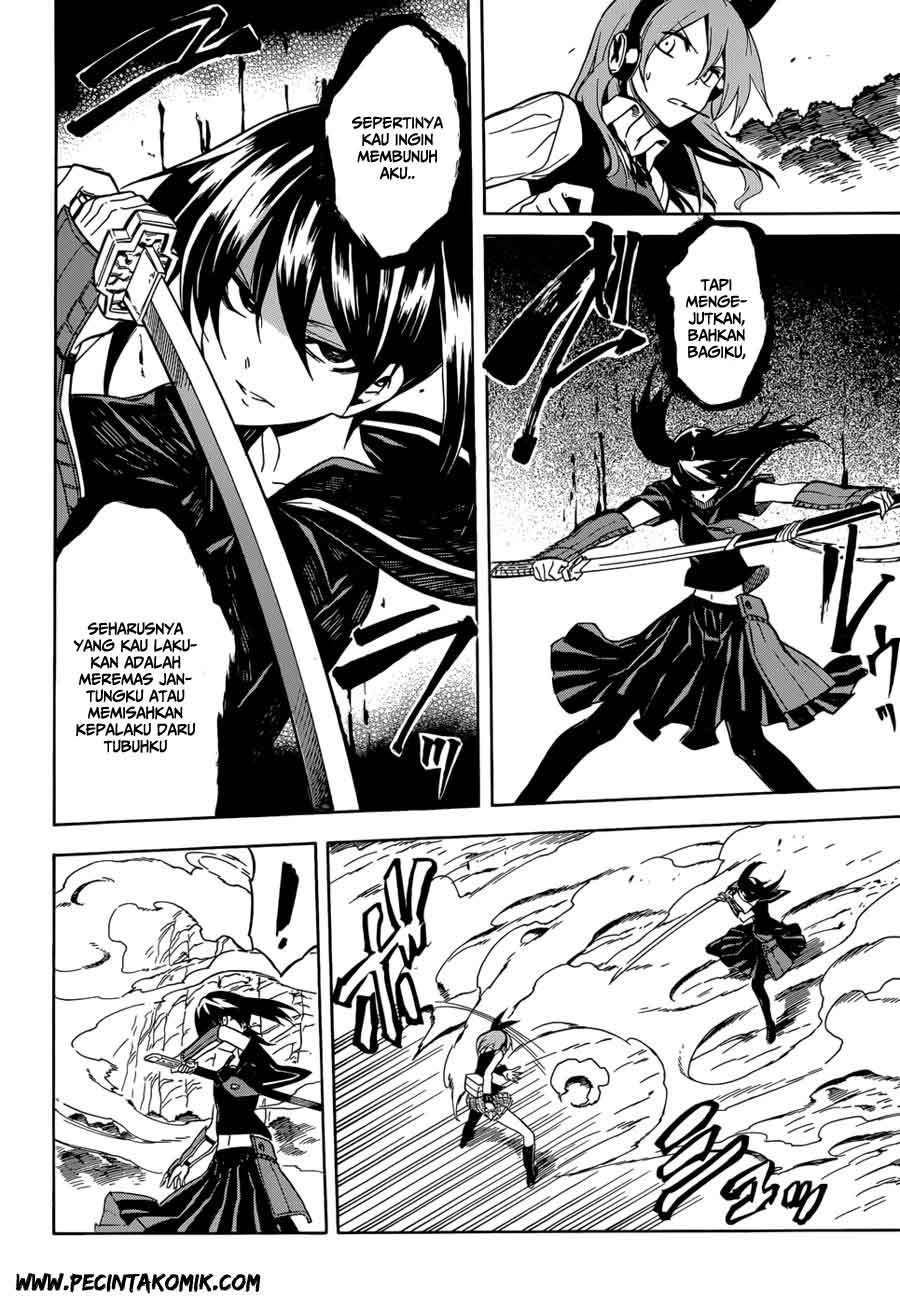 TAPI
MENGE-
JUTKAN,
BAHKAN
BAGIKU,
SEPERTINYA
KAU INGIN
MEMBUNUH
AKU..
SEHARUSNYA
YANG KAU LAKU-
KAN ADALAH
MEREMAS JAN-
TUNGKU ATAU
MEMISAHKAN
KEPALAKU DARU
TUBUHKU
!
WWW.PECINTAKOMIK.COM